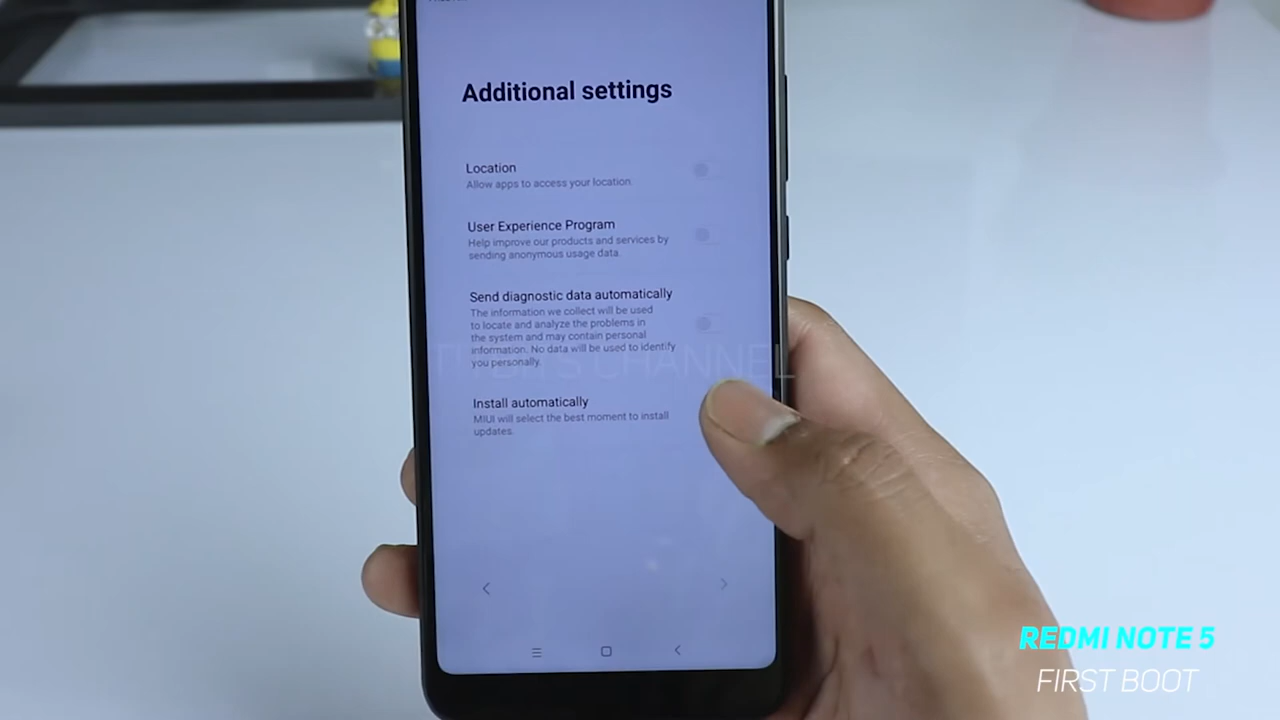 Additional settings
Location
Allow apps to access your location.
User Experience Program
Help improve our products and services by
sending anonymous usage data.
Send diagnostic data automatically
The information we collect will be used
to locate and analyze the problems in
the system and may contain personal
information. No data will be used to identify
you personally.
CHANNEL
Install automatically
MIUI will select the best moment to install
updates.
REDMI NOTE 5
FIRST BOOT